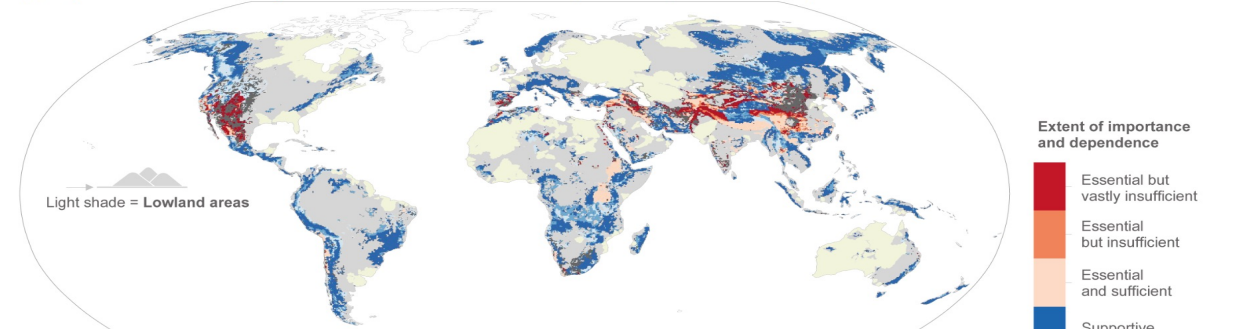 Light shade = Lowland areas
Extent of importance
and dependence
Essential but
vastly insufficient
Essential
but insufficient
Essential
and sufficient
Supportive